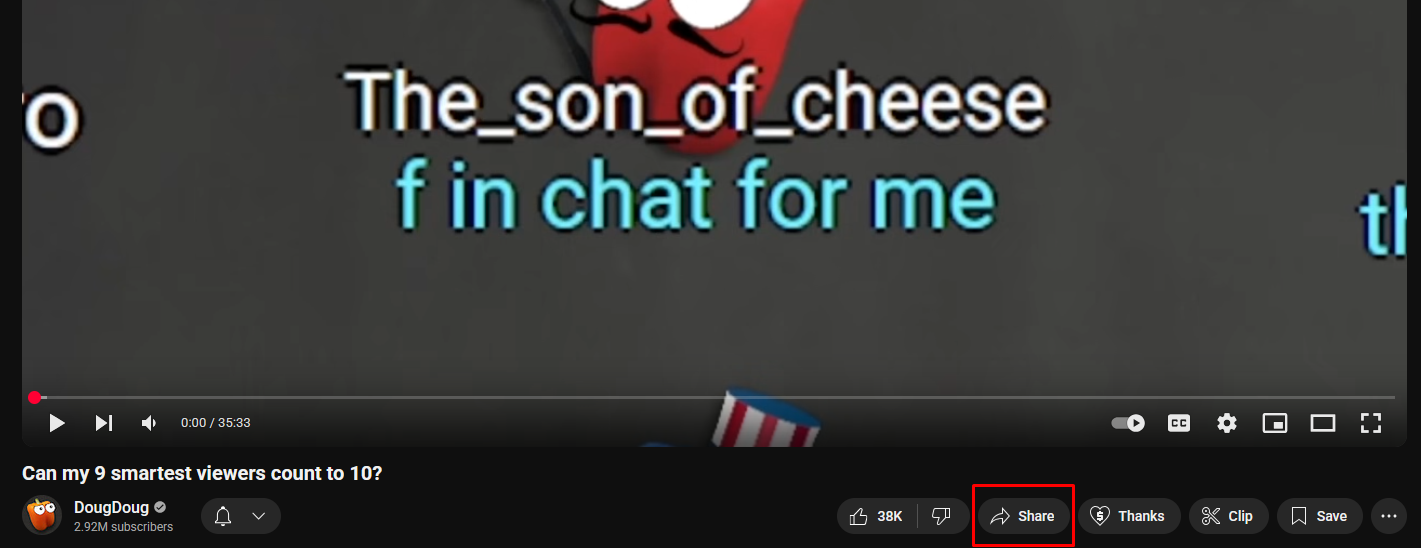 The_son_of_cheese
f in chat for me
0:00 / 35:33
CC
Can my 9 smartest viewers count to 10?
DougDoug
2.92M subscribers
38K
Share
Thanks
Clip
Save